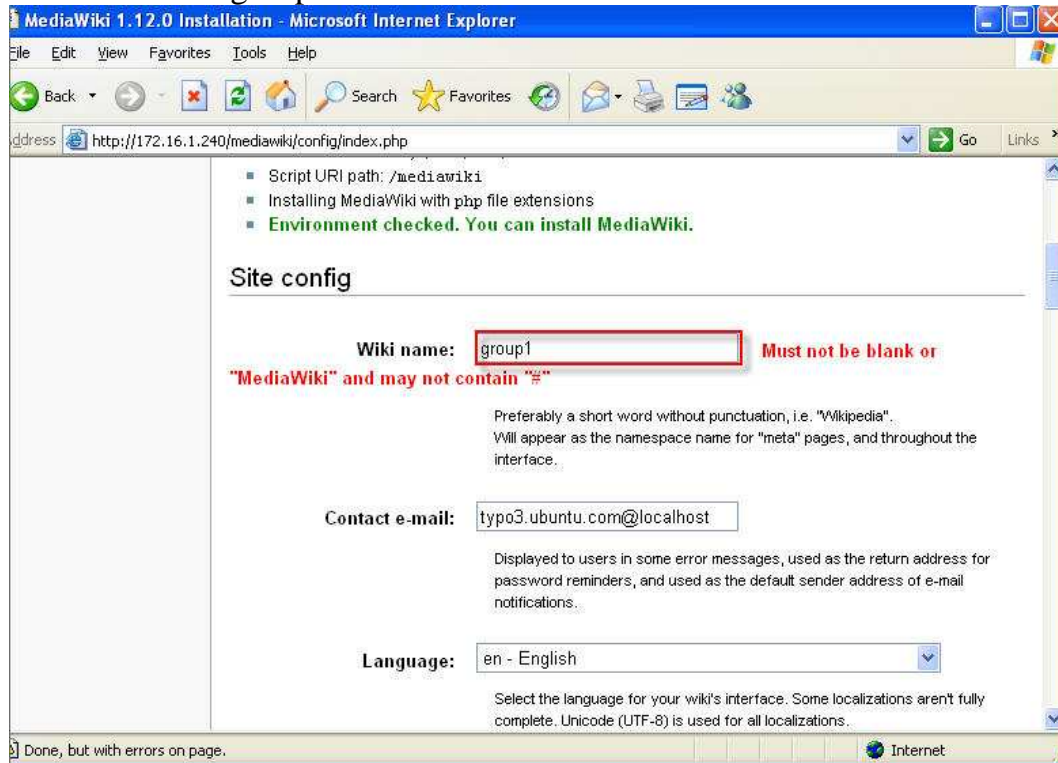 MediaWiki 1.12.0 Installation - Microsoft Internet Explorer
File Edit View Favorites Tools Help
Back Search Favorites
Address http://172.16.1.240/mediawiki/config/index.php Go Links
Script URI path: /mediawiki
Installing MediaWiki with php file extensions
Environment checked. You can install MediaWiki.
Site config
Wiki name: group1 Must not be blank or
"MediaWiki" and may not contain "#"
Preferably a short word without punctuation, i.e. "Wikipedia".
Will appear as the namespace name for "meta" pages, and throughout the
interface.
Contact e-mail: typo3.ubuntu.com@localhost
Displayed to users in some error messages, used as the return address for
password reminders, and used as the default sender address of e-mail
notifications.
Language: en - English
Select the language for your wiki's interface. Some localizations aren't fully
complete. Unicode (UTF-8) is used for all localizations.
Done, but with errors on page. Internet